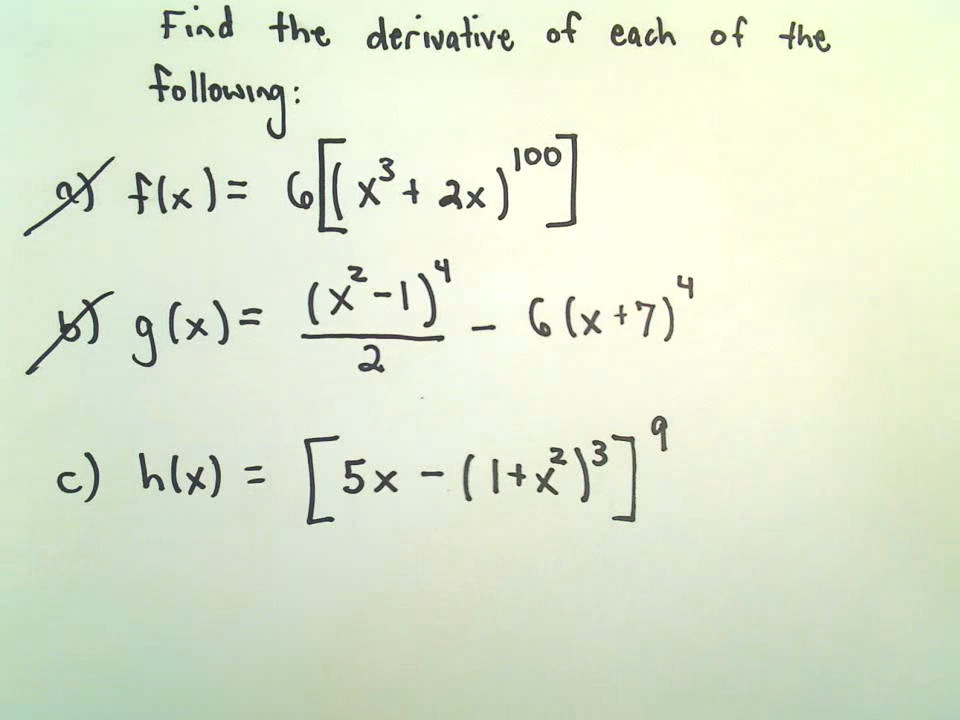 Find the derivative of each of the
following:
a) f(x) = 6[(x³ + 2x)¹⁰⁰]
b) g(x) = (x² - 1)⁴ / 2 - 6(x + 7)⁴
c) h(x) = [5x - (1 + x²)³]⁹